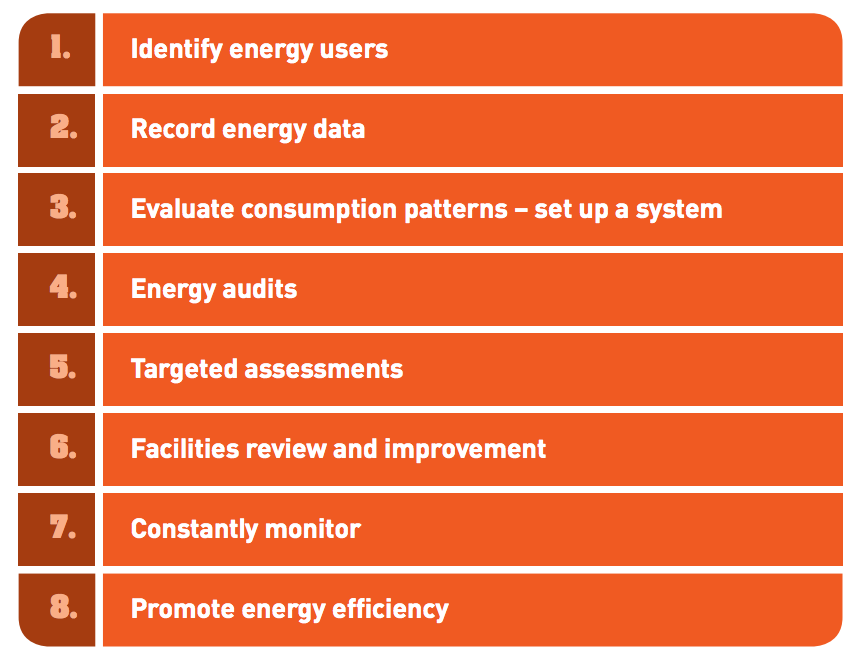 1. Identify energy users
2. Record energy data
3. Evaluate consumption patterns – set up a system
4. Energy audits
5. Targeted assessments
6. Facilities review and improvement
7. Constantly monitor
8. Promote energy efficiency